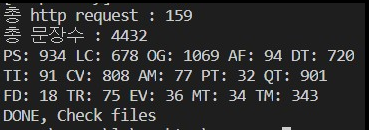 총 http request : 159
총 문장수 : 4432
PS: 934 LC: 678 OG: 1069 AF: 94 DT: 720
TI: 91 CV: 808 AM: 77 PT: 32 QT: 901
FD: 18 TR: 75 EV: 36 MT: 34 TM: 343
DONE, Check files